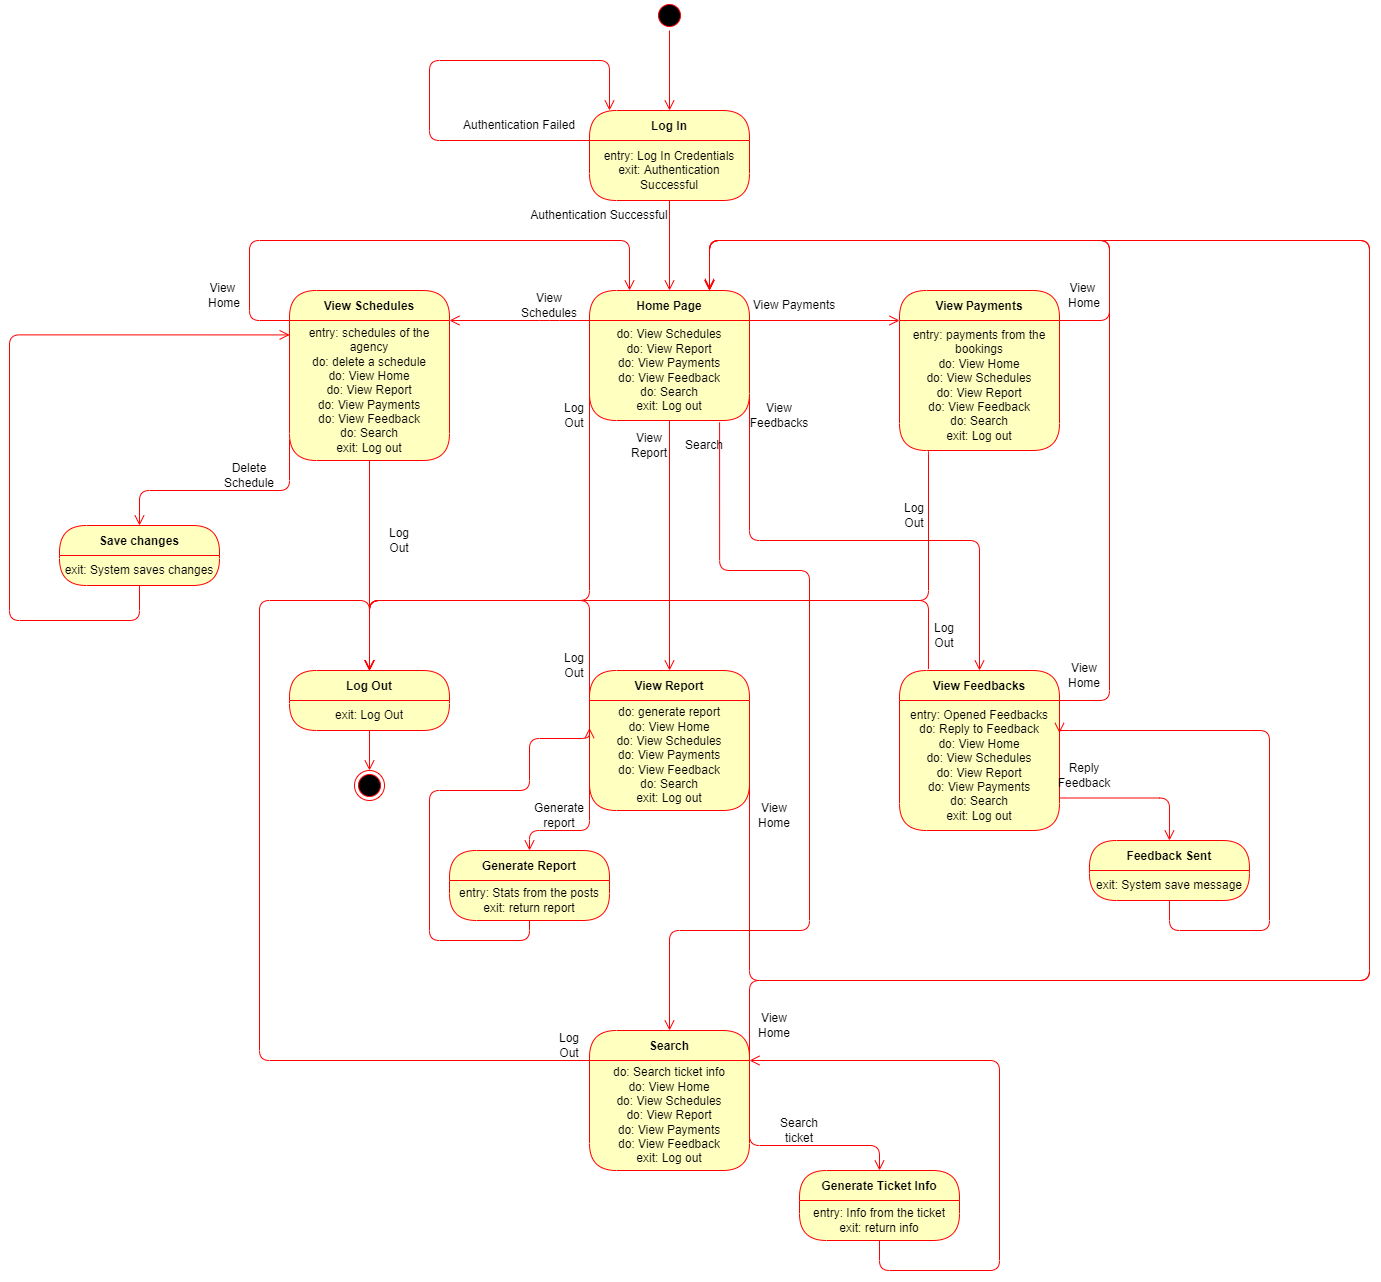 Authentication Failed
Log In
entry: Log In Credentials
exit: Authentication
Successful
Authentication Successful
View
Home
View Schedules
entry: schedules of the
agency
do: delete a schedule
do: View Home
do: View Report
do: View Payments
do: View Feedback
do: Search
exit: Log out
View
Schedules
Home Page
do: View Schedules
do: View Report
do: View Payments
do: View Feedback
do: Search
exit: Log out
View Payments
View Payments
entry: payments from the
bookings
do: View Home
do: View Schedules
do: View Report
do: View Feedback
do: Search
exit: Log out
View
Home
Log
Out
View
Report
Search
View
Feedbacks
Delete
Schedule
Log
Out
Log
Out
Save changes
exit: System saves changes
Log
Out
Log Out
exit: Log Out
Log
Out
View Report
do: generate report
do: View Home
do: View Schedules
do: View Payments
do: View Feedback
do: Search
exit: Log out
View Feedbacks
entry: Opened Feedbacks
do: Reply to Feedback
do: View Home
do: View Schedules
do: View Report
do: View Payments
do: Search
exit: Log out
View
Home
Reply
Feedback
Generate
report
View
Home
Generate Report
entry: Stats from the posts
exit: return report
Feedback Sent
exit: System save message
Log
Out
View
Home
Search
do: Search ticket info
do: View Home
do: View Schedules
do: View Report
do: View Payments
do: View Feedback
exit: Log out
Search
ticket
Generate Ticket Info
entry: Info from the ticket
exit: return info